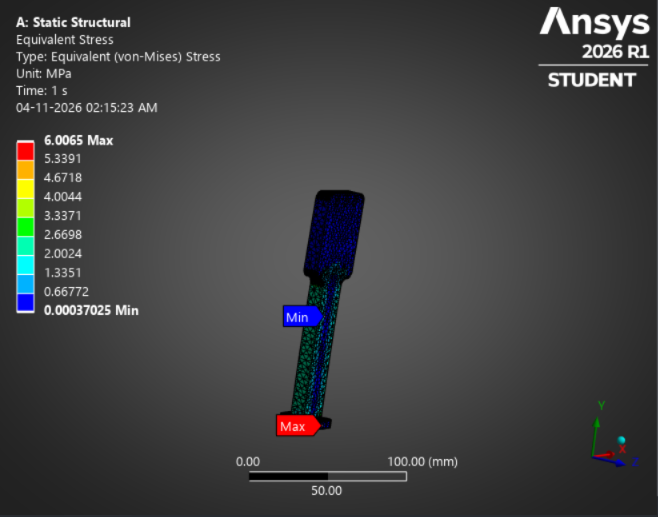 A: Static Structural
Equivalent Stress
Type: Equivalent (von-Mises) Stress
Unit: MPa
Time: 1 s
04-11-2026 02:15:23 AM
Ansys
2026 R1
STUDENT
6.0065 Max
5.3391
4.6718
4.0044
3.3371
2.6698
2.0024
1.3351
0.66772
0.00037025 Min
Min
Max
0.00
100.00 (mm)
50.00
Y
X
Z